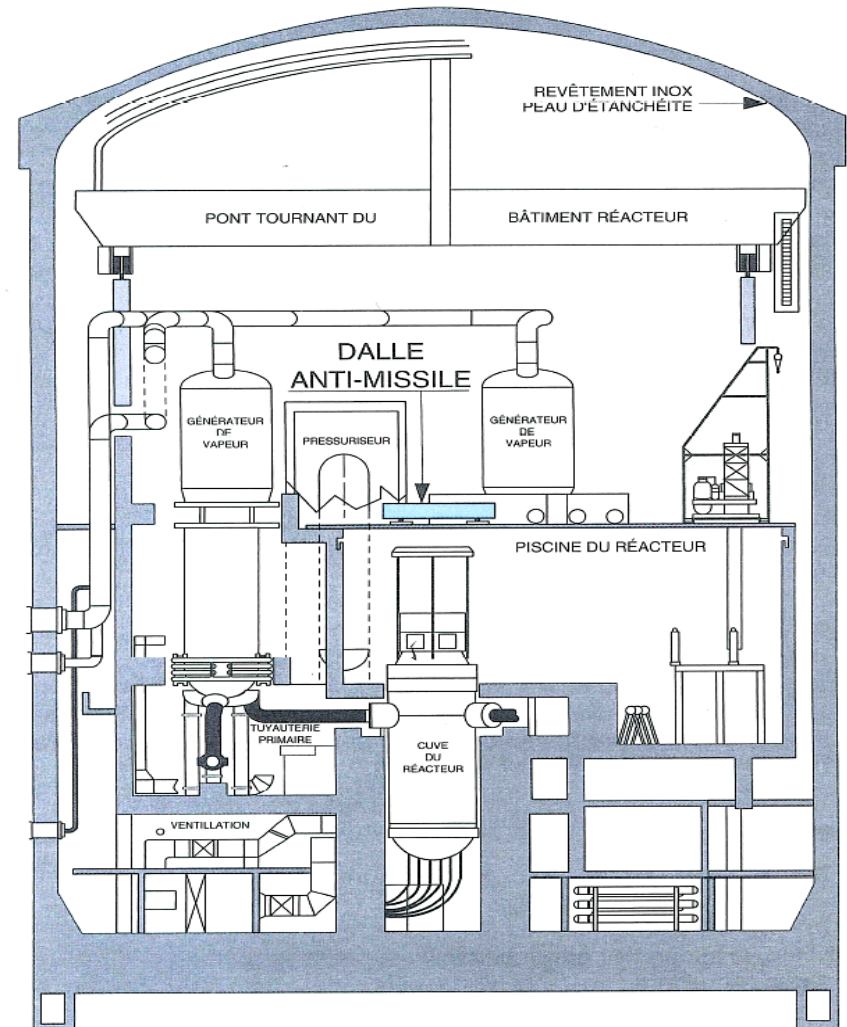 REVÊTEMENT INOX
PEAU D'ÉTANCHÉITE
PONT TOURNANT DU
BÂTIMENT RÉACTEUR
DALLE
ANTI-MISSILE
GÉNÉRATEUR
DE
VAPEUR
PRESSURISEUR
GÉNÉRATEUR
DE
VAPEUR
PISCINE DU RÉACTEUR
TUYAUTERIE
PRIMAIRE
CUVE
DU
RÉACTEUR
VENTILLATION